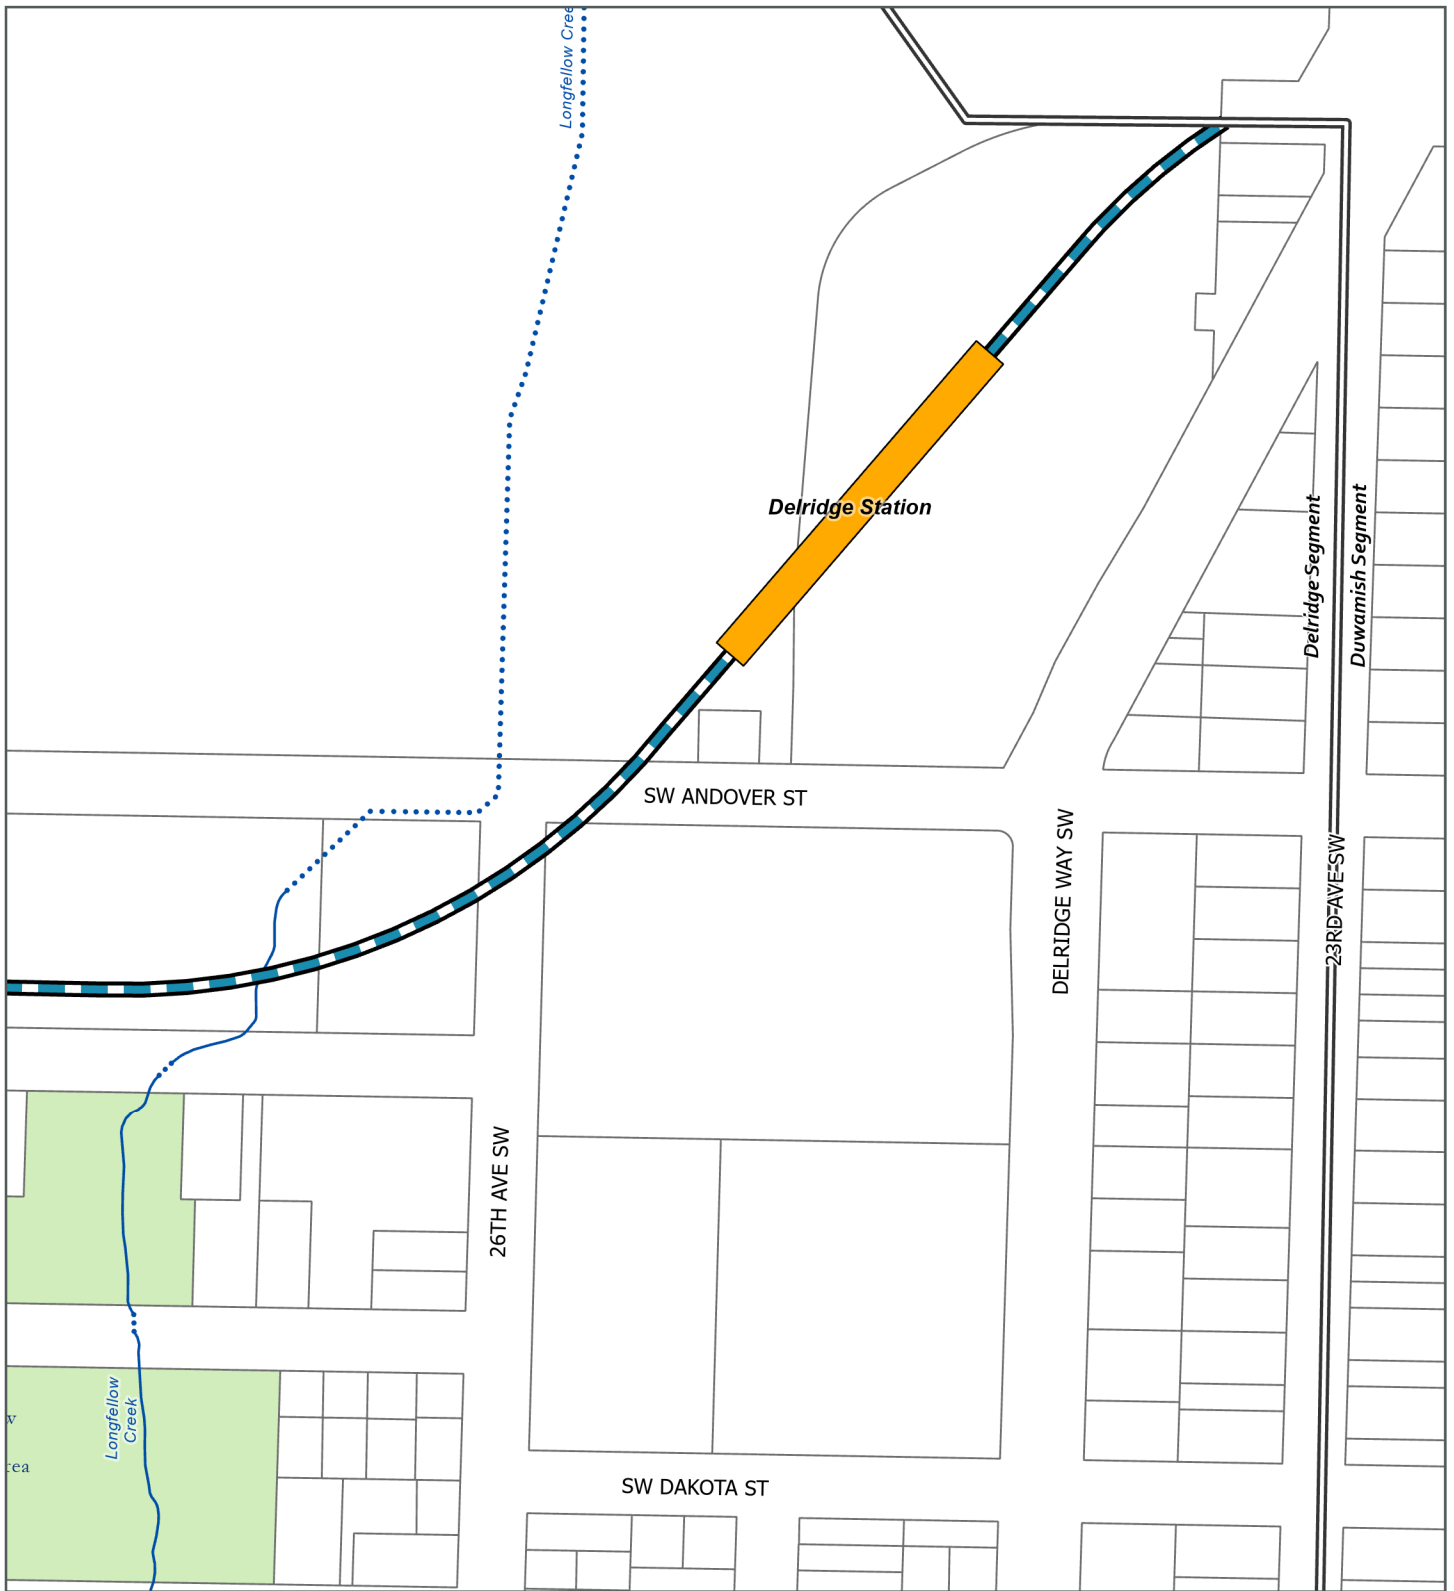 Longfellow Cree
Delridge Station
Delridge Segment
Duwamish Segment
SW ANDOVER ST
DELRIDGE WAY SW
23RD AVE SW
26TH AVE SW
Longfellow
Creek
w
rea
SW DAKOTA ST